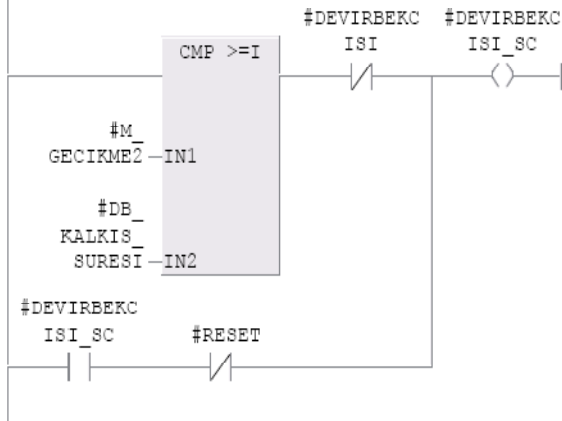 #DEVIRBEKC #DEVIRBEKC
ISI ISI_SC
CMP >=I
#M_
GECIKME2 IN1
#DB_
KALKIS_
SURESI IN2
#DEVIRBEKC
ISI_SC #RESET